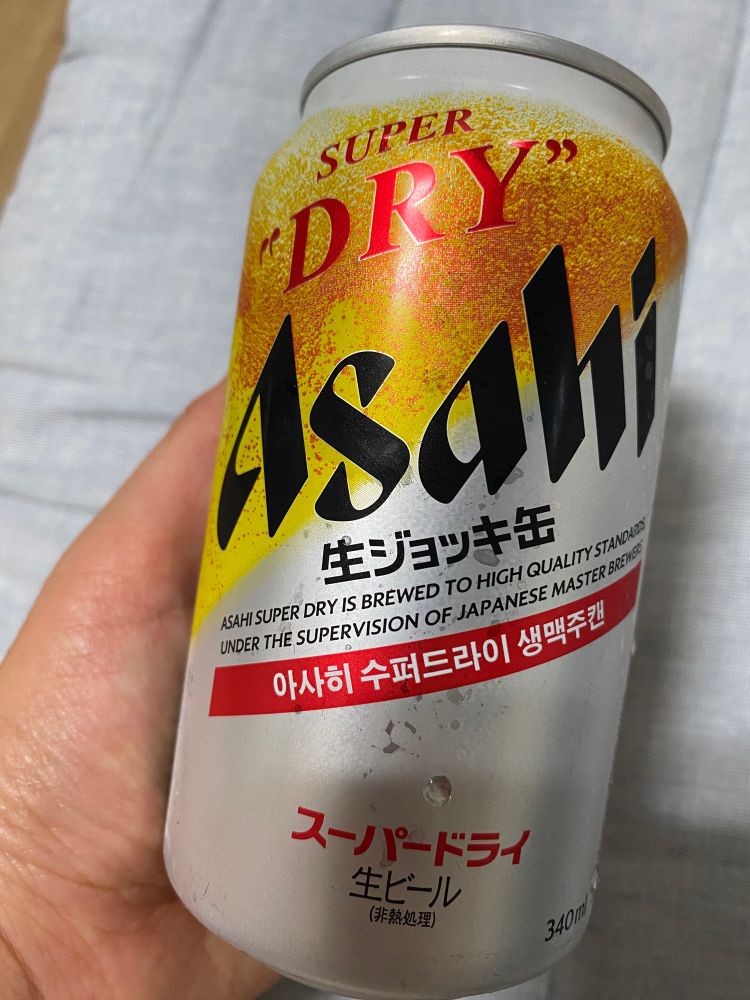 SUPER
"DRY"
Asahi
生ジョッキ缶
ASAHI SUPER DRY IS BREWED TO HIGH QUALITY STANDARDS
UNDER THE SUPERVISION OF JAPANESE MASTER BREWERS
아사히 수퍼드라이 생맥주캔
スーパードライ
生ビール
(非熱処理)
340ml